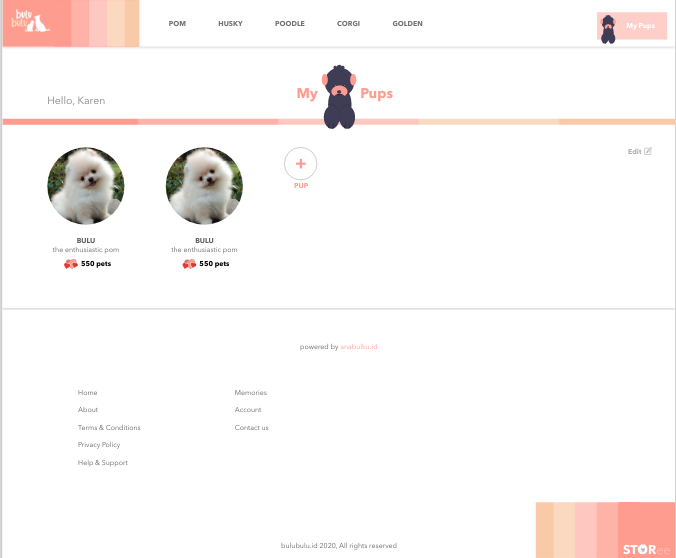 bulu
bulu
POM HUSKY POODLE CORGI GOLDEN
My Pups
My Pups
Hello, Karen
Edit
PUP
BULU BULU
the enthusiastic pom the enthusiastic pom
550 pets 550 pets
powered by anabulku.id
Home Memories
About Account
Terms & Conditions Contact us
Privacy Policy
Help & Support
bulubulu.id 2020, All rights reserved
STORee